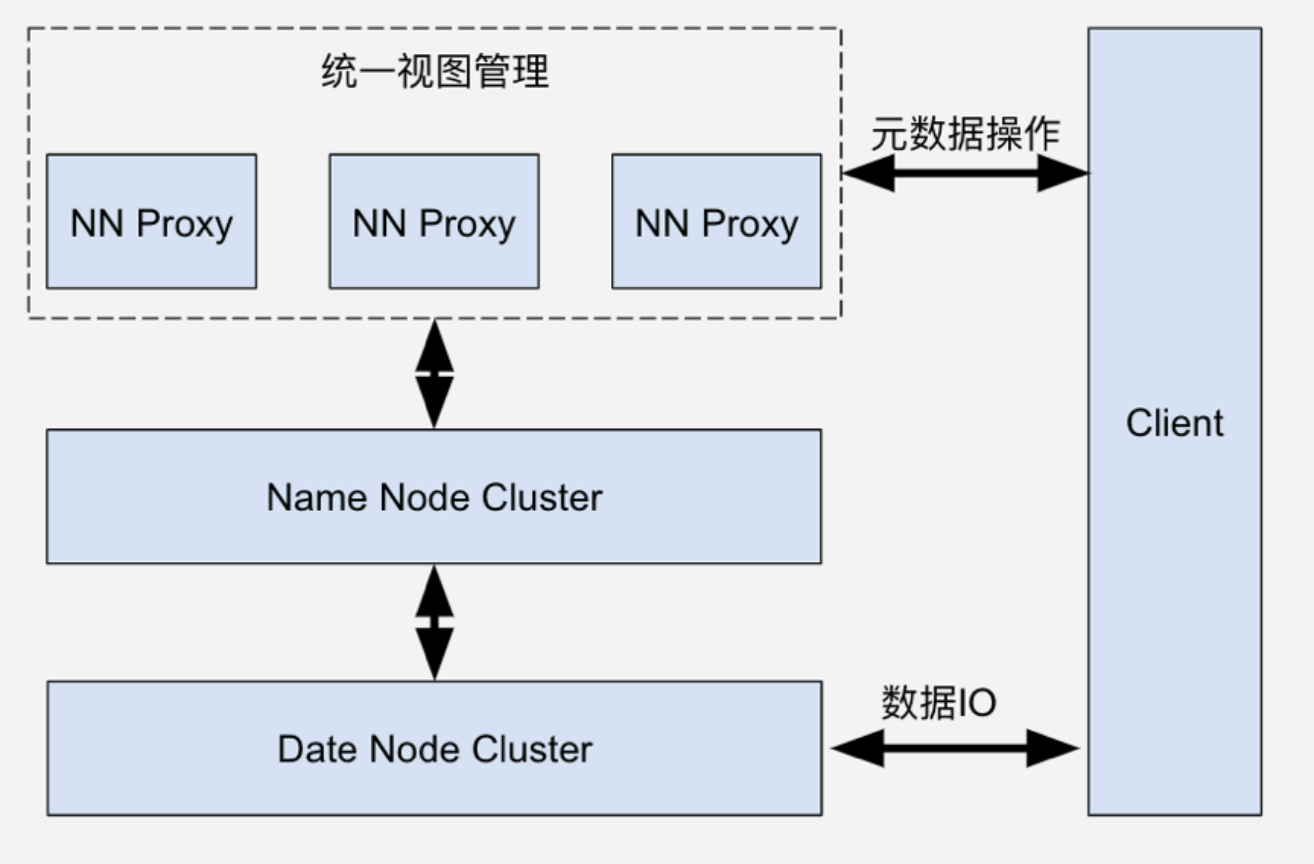 统一视图管理
NN Proxy
NN Proxy
NN Proxy
元数据操作
Client
Name Node Cluster
数据IO
Date Node Cluster